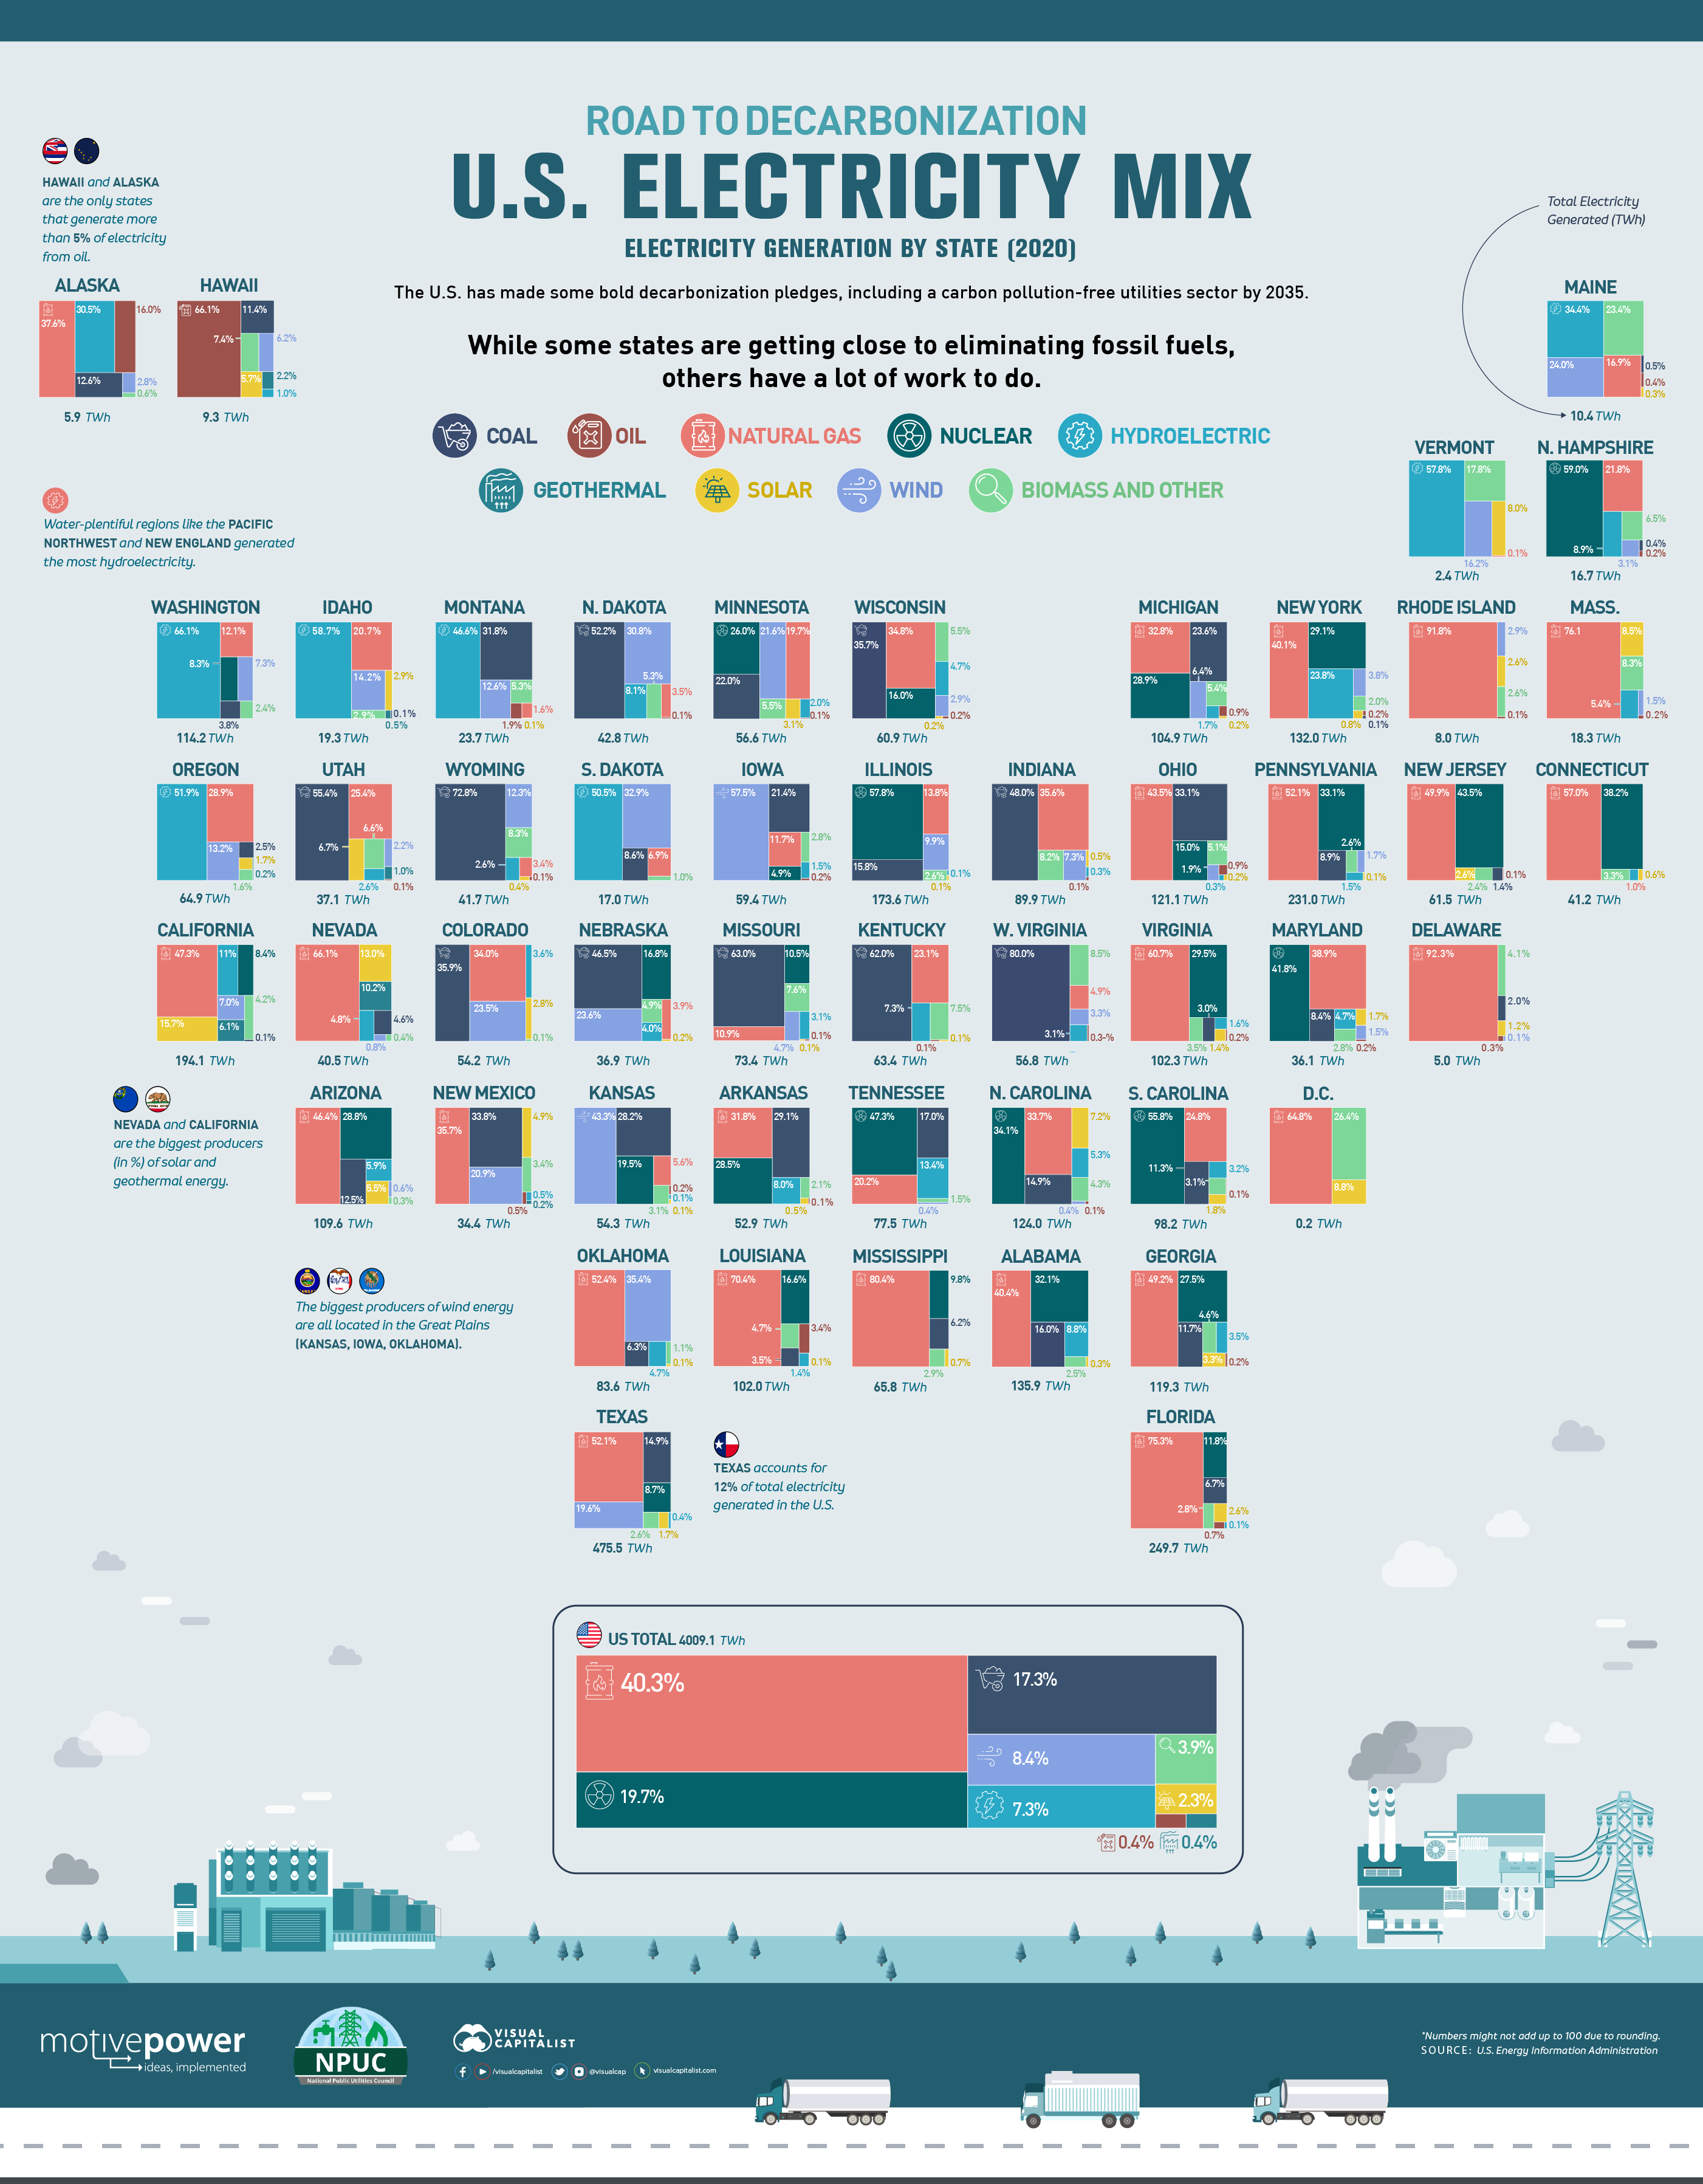 ROAD TO DECARBONIZATION
U.S. ELECTRICITY MIX
ELECTRICITY GENERATION BY STATE (2020)
The U.S. has made some bold decarbonization pledges, including a carbon pollution-free utilities sector by 2035.
While some states are getting close to eliminating fossil fuels,
others have a lot of work to do.
COAL
OIL
NATURAL GAS
NUCLEAR
HYDROELECTRIC
GEOTHERMAL
SOLAR
WIND
BIOMASS AND OTHER
HAWAII and ALASKA
are the only states
that generate more
than 5% of electricity
from oil.
ALASKA
37.6%
30.5%
16.0%
12.6%
2.8%
0.6%
5.9 TWh
HAWAII
66.1%
11.4%
7.4%
6.2%
5.7%
2.2%
1.0%
9.3 TWh
Total Electricity
Generated (TWh)
MAINE
34.4%
23.4%
24.0%
16.9%
0.5%
0.4%
0.3%
10.4 TWh
Water-plentiful regions like the PACIFIC
NORTHWEST and NEW ENGLAND generated
the most hydroelectricity.
VERMONT
57.8%
17.8%
8.0%
0.1%
16.2%
2.4 TWh
N. HAMPSHIRE
59.0%
21.8%
6.5%
8.9%
0.4%
0.2%
3.1%
16.7 TWh
WASHINGTON
66.1%
12.1%
8.3%
7.3%
2.4%
3.8%
114.2 TWh
IDAHO
58.7%
20.7%
14.2%
2.9%
2.9%
0.1%
0.5%
19.3 TWh
MONTANA
46.6%
31.8%
12.6%
5.3%
1.6%
1.9%
0.1%
23.7 TWh
N. DAKOTA
52.2%
30.8%
5.3%
8.1%
3.5%
0.1%
42.8 TWh
MINNESOTA
26.0%
21.6%
19.7%
22.0%
5.5%
2.0%
0.1%
3.1%
56.6 TWh
WISCONSIN
35.7%
34.8%
5.5%
4.7%
16.0%
2.9%
0.2%
0.2%
60.9 TWh
MICHIGAN
32.8%
23.6%
6.4%
28.9%
5.4%
0.9%
1.7%
0.2%
104.9 TWh
NEW YORK
40.1%
29.1%
23.8%
3.8%
2.0%
0.2%
0.8%
0.1%
132.0 TWh
RHODE ISLAND
91.8%
2.9%
2.6%
2.6%
0.1%
8.0 TWh
MASS.
76.1
8.5%
8.3%
5.4%
1.5%
0.2%
18.3 TWh
OREGON
51.9%
28.9%
13.2%
2.5%
1.7%
0.2%
1.6%
64.9 TWh
UTAH
55.4%
25.4%
6.6%
6.7%
2.2%
1.0%
2.6%
0.1%
37.1 TWh
WYOMING
72.8%
12.3%
8.3%
2.6%
3.4%
0.1%
0.4%
41.7 TWh
S. DAKOTA
50.5%
32.9%
8.6%
6.9%
1.0%
17.0 TWh
IOWA
57.5%
21.4%
11.7%
2.8%
4.9%
1.5%
0.2%
59.4 TWh
ILLINOIS
57.8%
13.8%
9.9%
15.8%
2.6%
0.1%
0.1%
173.6 TWh
INDIANA
48.0%
35.6%
8.2%
7.3%
0.5%
0.3%
0.1%
89.9 TWh
OHIO
43.5%
33.1%
15.0%
5.1%
1.9%
0.9%
0.2%
0.3%
121.1 TWh
PENNSYLVANIA
52.1%
33.1%
2.6%
8.9%
1.7%
0.1%
1.5%
231.0 TWh
NEW JERSEY
49.9%
43.5%
2.6%
0.1%
2.4%
1.4%
61.5 TWh
CONNECTICUT
57.0%
38.2%
3.3%
0.6%
1.0%
41.2 TWh
CALIFORNIA
47.3%
11%
8.4%
7.0%
4.2%
15.7%
6.1%
0.1%
194.1 TWh
NEVADA
66.1%
13.0%
10.2%
4.8%
4.6%
0.4%
0.8%
40.5 TWh
COLORADO
35.9%
34.0%
3.6%
23.5%
2.8%
0.1%
54.2 TWh
NEBRASKA
46.5%
16.8%
4.9%
3.9%
23.6%
4.0%
0.2%
36.9 TWh
MISSOURI
63.0%
10.5%
7.6%
3.1%
10.9%
0.1%
4.7%
0.1%
73.4 TWh
KENTUCKY
62.0%
23.1%
7.3%
7.5%
0.1%
0.1%
63.4 TWh
W. VIRGINIA
80.0%
8.5%
4.9%
3.3%
3.1%
0.3-%
56.8 TWh
VIRGINIA
60.7%
29.5%
3.0%
1.6%
0.2%
3.5%
1.4%
102.3 TWh
MARYLAND
41.8%
38.9%
8.4%
4.7%
1.7%
1.5%
2.8%
0.2%
36.1 TWh
DELAWARE
92.3%
4.1%
2.0%
1.2%
0.1%
0.3%
5.0 TWh
NEVADA and CALIFORNIA
are the biggest producers
(in %) of solar and
geothermal energy.
ARIZONA
46.4%
28.8%
5.9%
12.5%
5.5%
0.6%
0.3%
109.6 TWh
NEW MEXICO
35.7%
33.8%
4.9%
20.9%
3.4%
0.5%
0.2%
0.5%
34.4 TWh
KANSAS
43.3%
28.2%
19.5%
5.6%
0.2%
0.1%
3.1%
0.1%
54.3 TWh
ARKANSAS
31.8%
29.1%
28.5%
8.0%
2.1%
0.1%
0.5%
52.9 TWh
TENNESSEE
47.3%
17.0%
13.4%
20.2%
1.5%
0.4%
77.5 TWh
N. CAROLINA
34.1%
33.7%
7.2%
5.3%
14.9%
4.3%
0.4%
0.1%
124.0 TWh
S. CAROLINA
55.8%
24.8%
11.3%
3.2%
3.1%
0.1%
1.8%
98.2 TWh
D.C.
64.8%
26.4%
8.8%
0.2 TWh
The biggest producers of wind energy
are all located in the Great Plains
(KANSAS, IOWA, OKLAHOMA).
OKLAHOMA
52.4%
35.4%
6.3%
1.1%
0.1%
4.7%
83.6 TWh
LOUISIANA
70.4%
16.6%
4.7%
3.4%
3.5%
0.1%
1.4%
102.0 TWh
MISSISSIPPI
80.4%
9.8%
6.2%
0.7%
2.9%
65.8 TWh
ALABAMA
40.4%
32.1%
16.0%
8.8%
0.3%
2.5%
135.9 TWh
GEORGIA
49.2%
27.5%
4.6%
11.7%
3.5%
3.3%
0.2%
119.3 TWh
TEXAS
52.1%
14.9%
8.7%
19.6%
0.4%
2.6%
1.7%
475.5 TWh
TEXAS accounts for
12% of total electricity
generated in the U.S.
FLORIDA
75.3%
11.8%
6.7%
2.8%
2.6%
0.1%
0.7%
249.7 TWh
US TOTAL 4009.1 TWh
40.3%
17.3%
8.4%
3.9%
19.7%
7.3%
2.3%
0.4%
0.4%
motivepower
ideas, implemented
NPUC
National Public Utilities Council
VISUAL
CAPITALIST
/visualcapitalist
@visualcap
visualcapitalist.com
*Numbers might not add up to 100 due to rounding.
SOURCE: U.S. Energy Information Administration